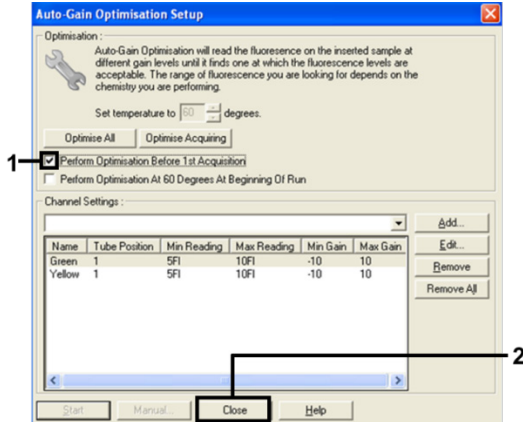 Auto-Gain Optimisation Setup
Optimisation :
Auto-Gain Optimisation will read the fluoresence on the inserted sample at
different gain levels until it finds one at which the fluorescence levels are
acceptable. The range of fluorescence you are looking for depends on the
chemistry you are performing.
Set temperature to 60 degrees.
Optimise All Optimise Acquiring
1
Perform Optimisation Before 1st Acquisition
Perform Optimisation At 60 Degrees At Beginning Of Run
Channel Settings :
Add...
Name Tube Position Min Reading Max Reading Min Gain Max Gain
Edit...
Green 1 5Fl 10Fl -10 10
Yellow 1 5Fl 10Fl -10 10
Remove
Remove All
2
Start Manual... Close Help